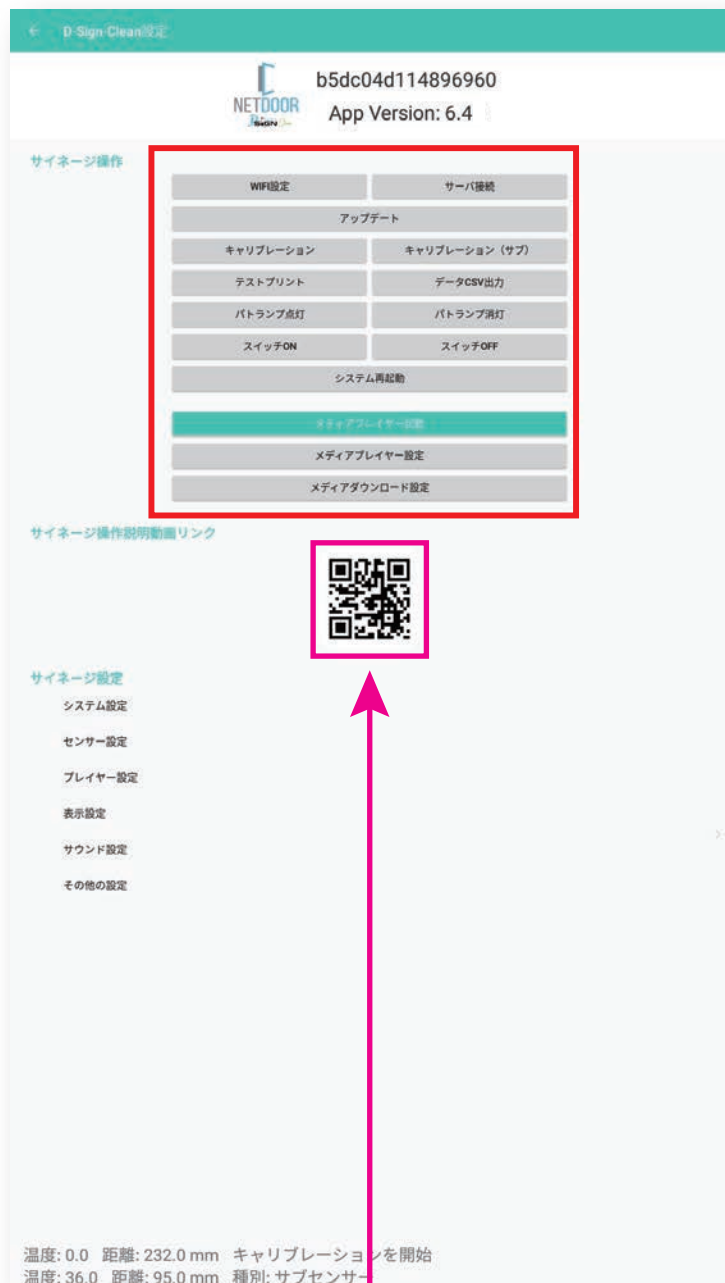 ← D-Sign-Clean設定
NETDOOR
b5dc04d114896960
App Version: 6.4
サイネージ操作
WIFI設定 サーバ接続
アップデート
キャリブレーション キャリブレーション（サブ）
テストプリント データCSV出力
パトランプ点灯 パトランプ消灯
スイッチON スイッチOFF
システム再起動
メディアプレイヤー起動
メディアプレイヤー設定
メディアダウンロード設定
サイネージ操作説明動画リンク
サイネージ設定
システム設定
センサー設定
プレイヤー設定
表示設定
サウンド設定
その他の設定
温度: 0.0 距離: 232.0 mm キャリブレーションを開始
温度: 36.0 距離: 95.0 mm 種別: サブセンサー